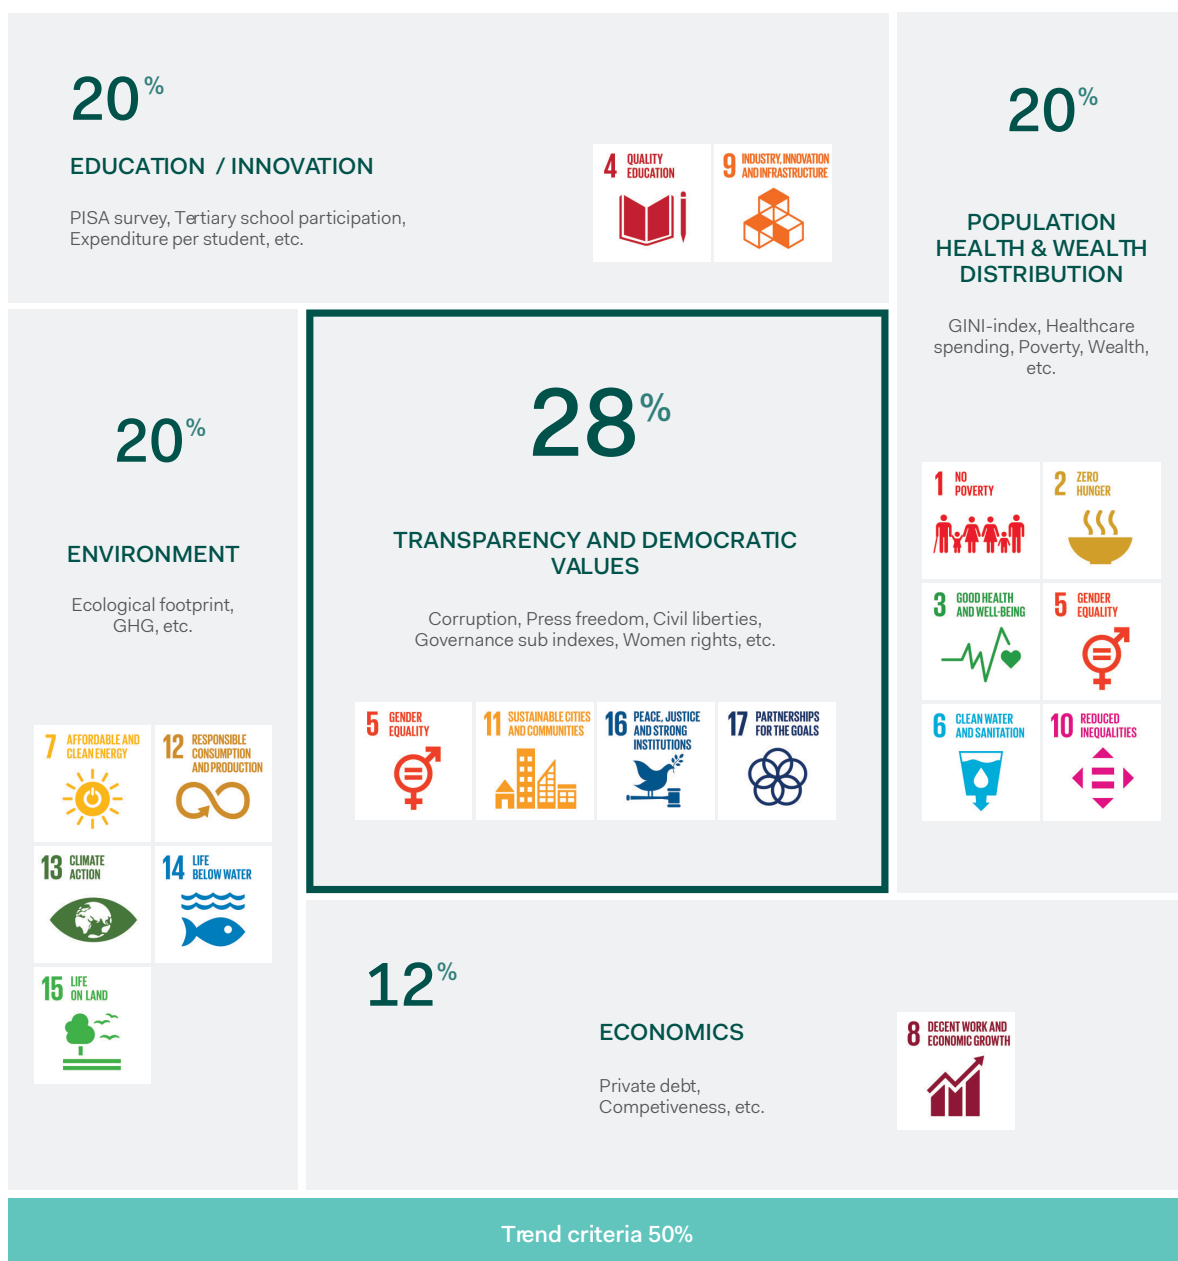 20%
EDUCATION / INNOVATION
PISA survey, Tertiary school participation,
Expenditure per student, etc.
4 QUALITY
EDUCATION
9 INDUSTRY, INNOVATION
AND INFRASTRUCTURE
20%
POPULATION
HEALTH & WEALTH
DISTRIBUTION
GINI-index, Healthcare
spending, Poverty, Wealth,
etc.
1 NO
POVERTY
2 ZERO
HUNGER
3 GOOD HEALTH
AND WELL-BEING
5 GENDER
EQUALITY
6 CLEAN WATER
AND SANITATION
10 REDUCED
INEQUALITIES
20%
ENVIRONMENT
Ecological footprint,
GHG, etc.
7 AFFORDABLE AND
CLEAN ENERGY
12 RESPONSIBLE
CONSUMPTION
AND PRODUCTION
13 CLIMATE
ACTION
14 LIFE
BELOW WATER
15 LIFE
ON LAND
28%
TRANSPARENCY AND DEMOCRATIC
VALUES
Corruption, Press freedom, Civil liberties,
Governance sub indexes, Women rights, etc.
5 GENDER
EQUALITY
11 SUSTAINABLE CITIES
AND COMMUNITIES
16 PEACE, JUSTICE
AND STRONG
INSTITUTIONS
17 PARTNERSHIPS
FOR THE GOALS
12%
ECONOMICS
Private debt,
Competiveness, etc.
8 DECENT WORK AND
ECONOMIC GROWTH
Trend criteria 50%